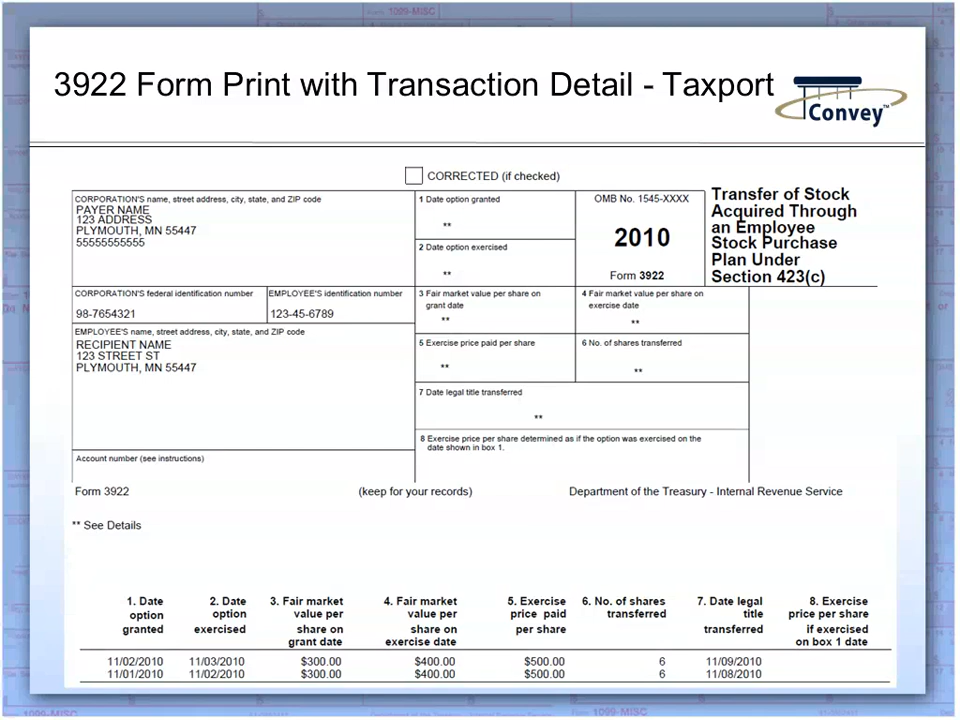 3922 Form Print with Transaction Detail - Taxport
Convey™
CORRECTED (if checked)
CORPORATION'S name, street address, city, state, and ZIP code
PAYER NAME
123 ADDRESS
PLYMOUTH, MN 55447
55555555555
1 Date option granted
**
2 Date option exercised
**
OMB No. 1545-XXXX
2010
Form 3922
Transfer of Stock
Acquired Through
an Employee
Stock Purchase
Plan Under
Section 423(c)
CORPORATION'S federal identification number
98-7654321
EMPLOYEE'S identification number
123-45-6789
3 Fair market value per share on
grant date
**
4 Fair market value per share on
exercise date
**
EMPLOYEE'S name, street address, city, state, and ZIP code
RECIPIENT NAME
123 STREET ST
PLYMOUTH, MN 55447
5 Exercise price paid per share
**
6 No. of shares transferred
**
7 Date legal title transferred
**
8 Exercise price per share determined as if the option was exercised on the
date shown in box 1.
Account number (see instructions)
Form 3922 (keep for your records) Department of the Treasury - Internal Revenue Service
** See Details
1. Date 2. Date 3. Fair market 4. Fair market 5. Exercise 6. No. of shares 7. Date legal 8. Exercise
option option value per value per price paid transferred title price per share
granted exercised share on share on per share transferred if exercised
grant date exercise date on box 1 date
11/02/2010 11/03/2010 $300.00 $400.00 $500.00 6 11/09/2010
11/01/2010 11/02/2010 $300.00 $400.00 $500.00 6 11/08/2010